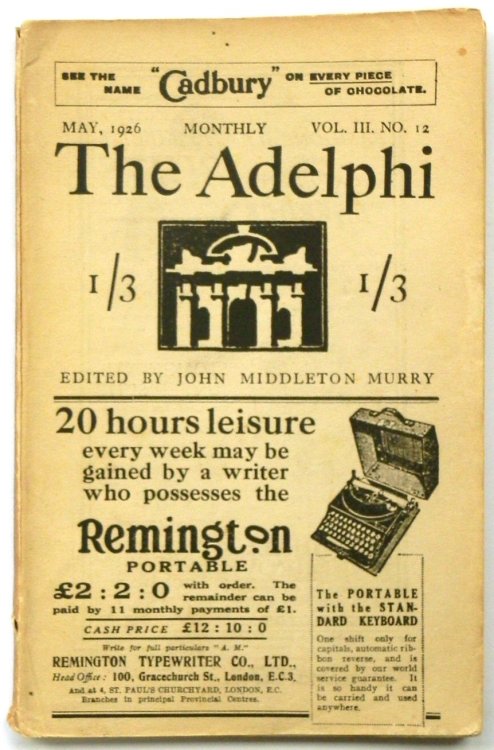 SEE THE NAME "Cadbury" ON EVERY PIECE OF CHOCOLATE.
MAY, 1926 MONTHLY VOL. III. NO. 12
The Adelphi
1/3 1/3
EDITED BY JOHN MIDDLETON MURRY
20 hours leisure
every week may be
gained by a writer
who possesses the
Remington
PORTABLE
£2 : 2 : 0 with order. The
remainder can be
paid by 11 monthly payments of £1.
CASH PRICE £12 : 10 : 0
Write for full particulars "A. M."
REMINGTON TYPEWRITER CO., LTD.,
Head Office : 100, Gracechurch St., London, E.C.3.
And at 4, ST. PAUL'S CHURCHYARD, LONDON, E.C.
Branches in principal Provincial Centres.
The PORTABLE
with the STAN-
DARD KEYBOARD
One shift only for
capitals, automatic rib-
bon reverse, and is
covered by our world
service guarantee. It
is so handy it can
be carried and used
anywhere.